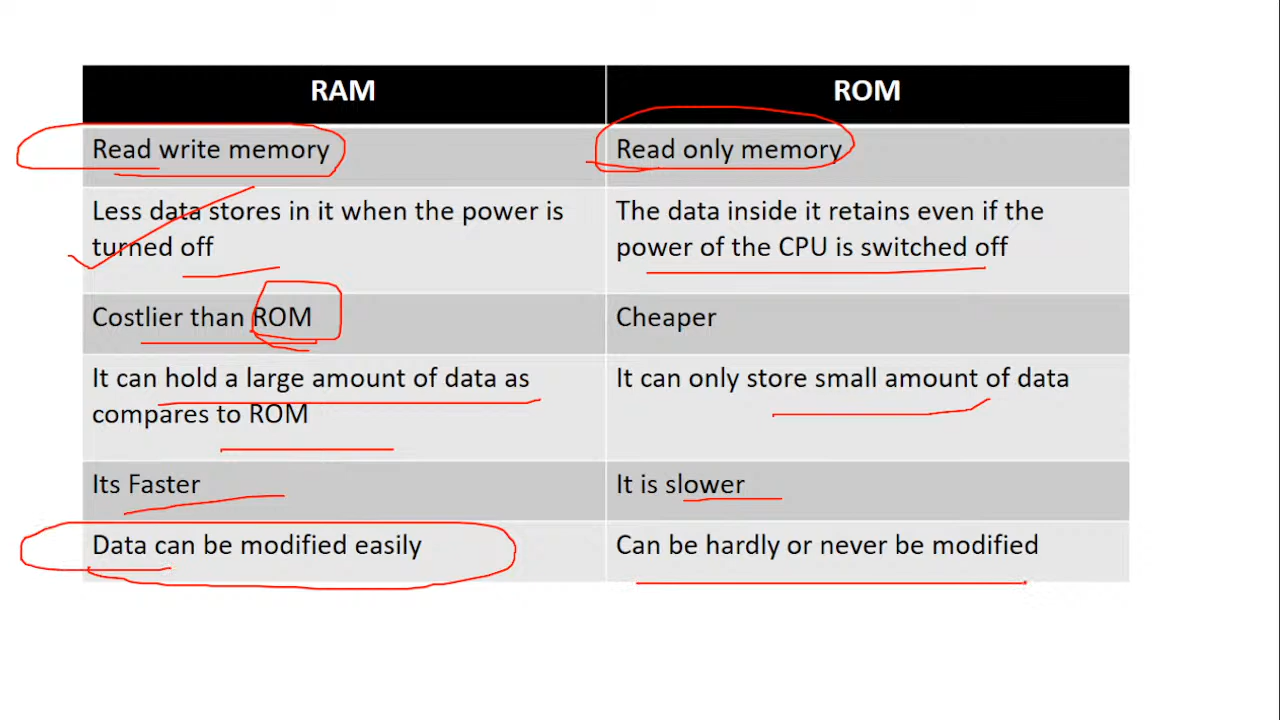 RAM
ROM
Read write memory
Read only memory
Less data stores in it when the power is
turned off
The data inside it retains even if the
power of the CPU is switched off
Costlier than ROM
Cheaper
It can hold a large amount of data as
compares to ROM
It can only store small amount of data
Its Faster
It is slower
Data can be modified easily
Can be hardly or never be modified